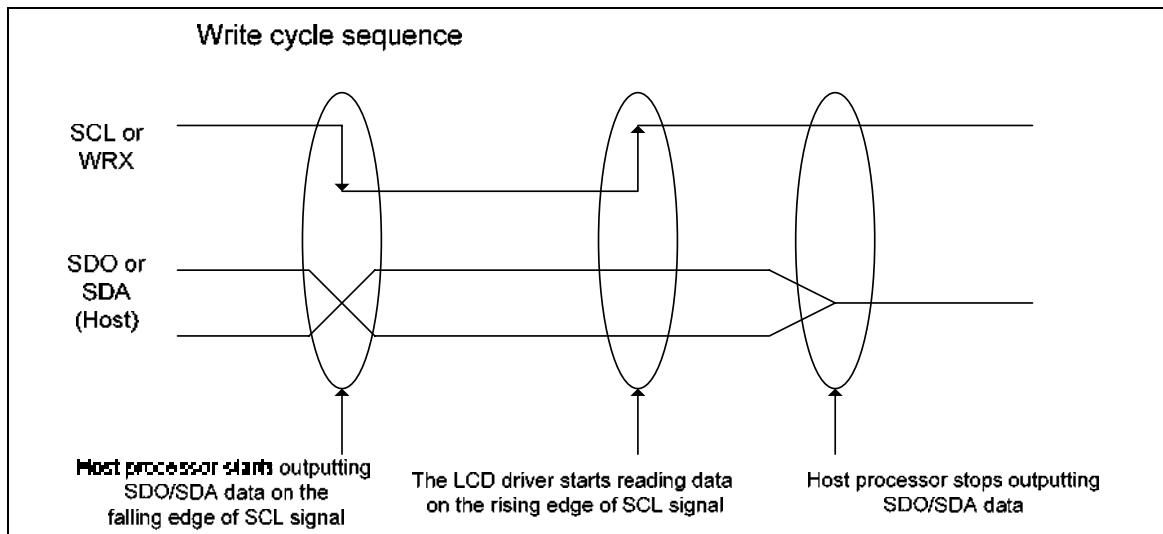 Write cycle sequence
SCL or
WRX
SDO or
SDA
(Host}
Host processor starts outputting
SDO/SDA data on the
falling edge of SCL signal
The LCD driver starts reading data
on the rising edge of SCL signal
Host processor stops outputting
SDO/SDA data